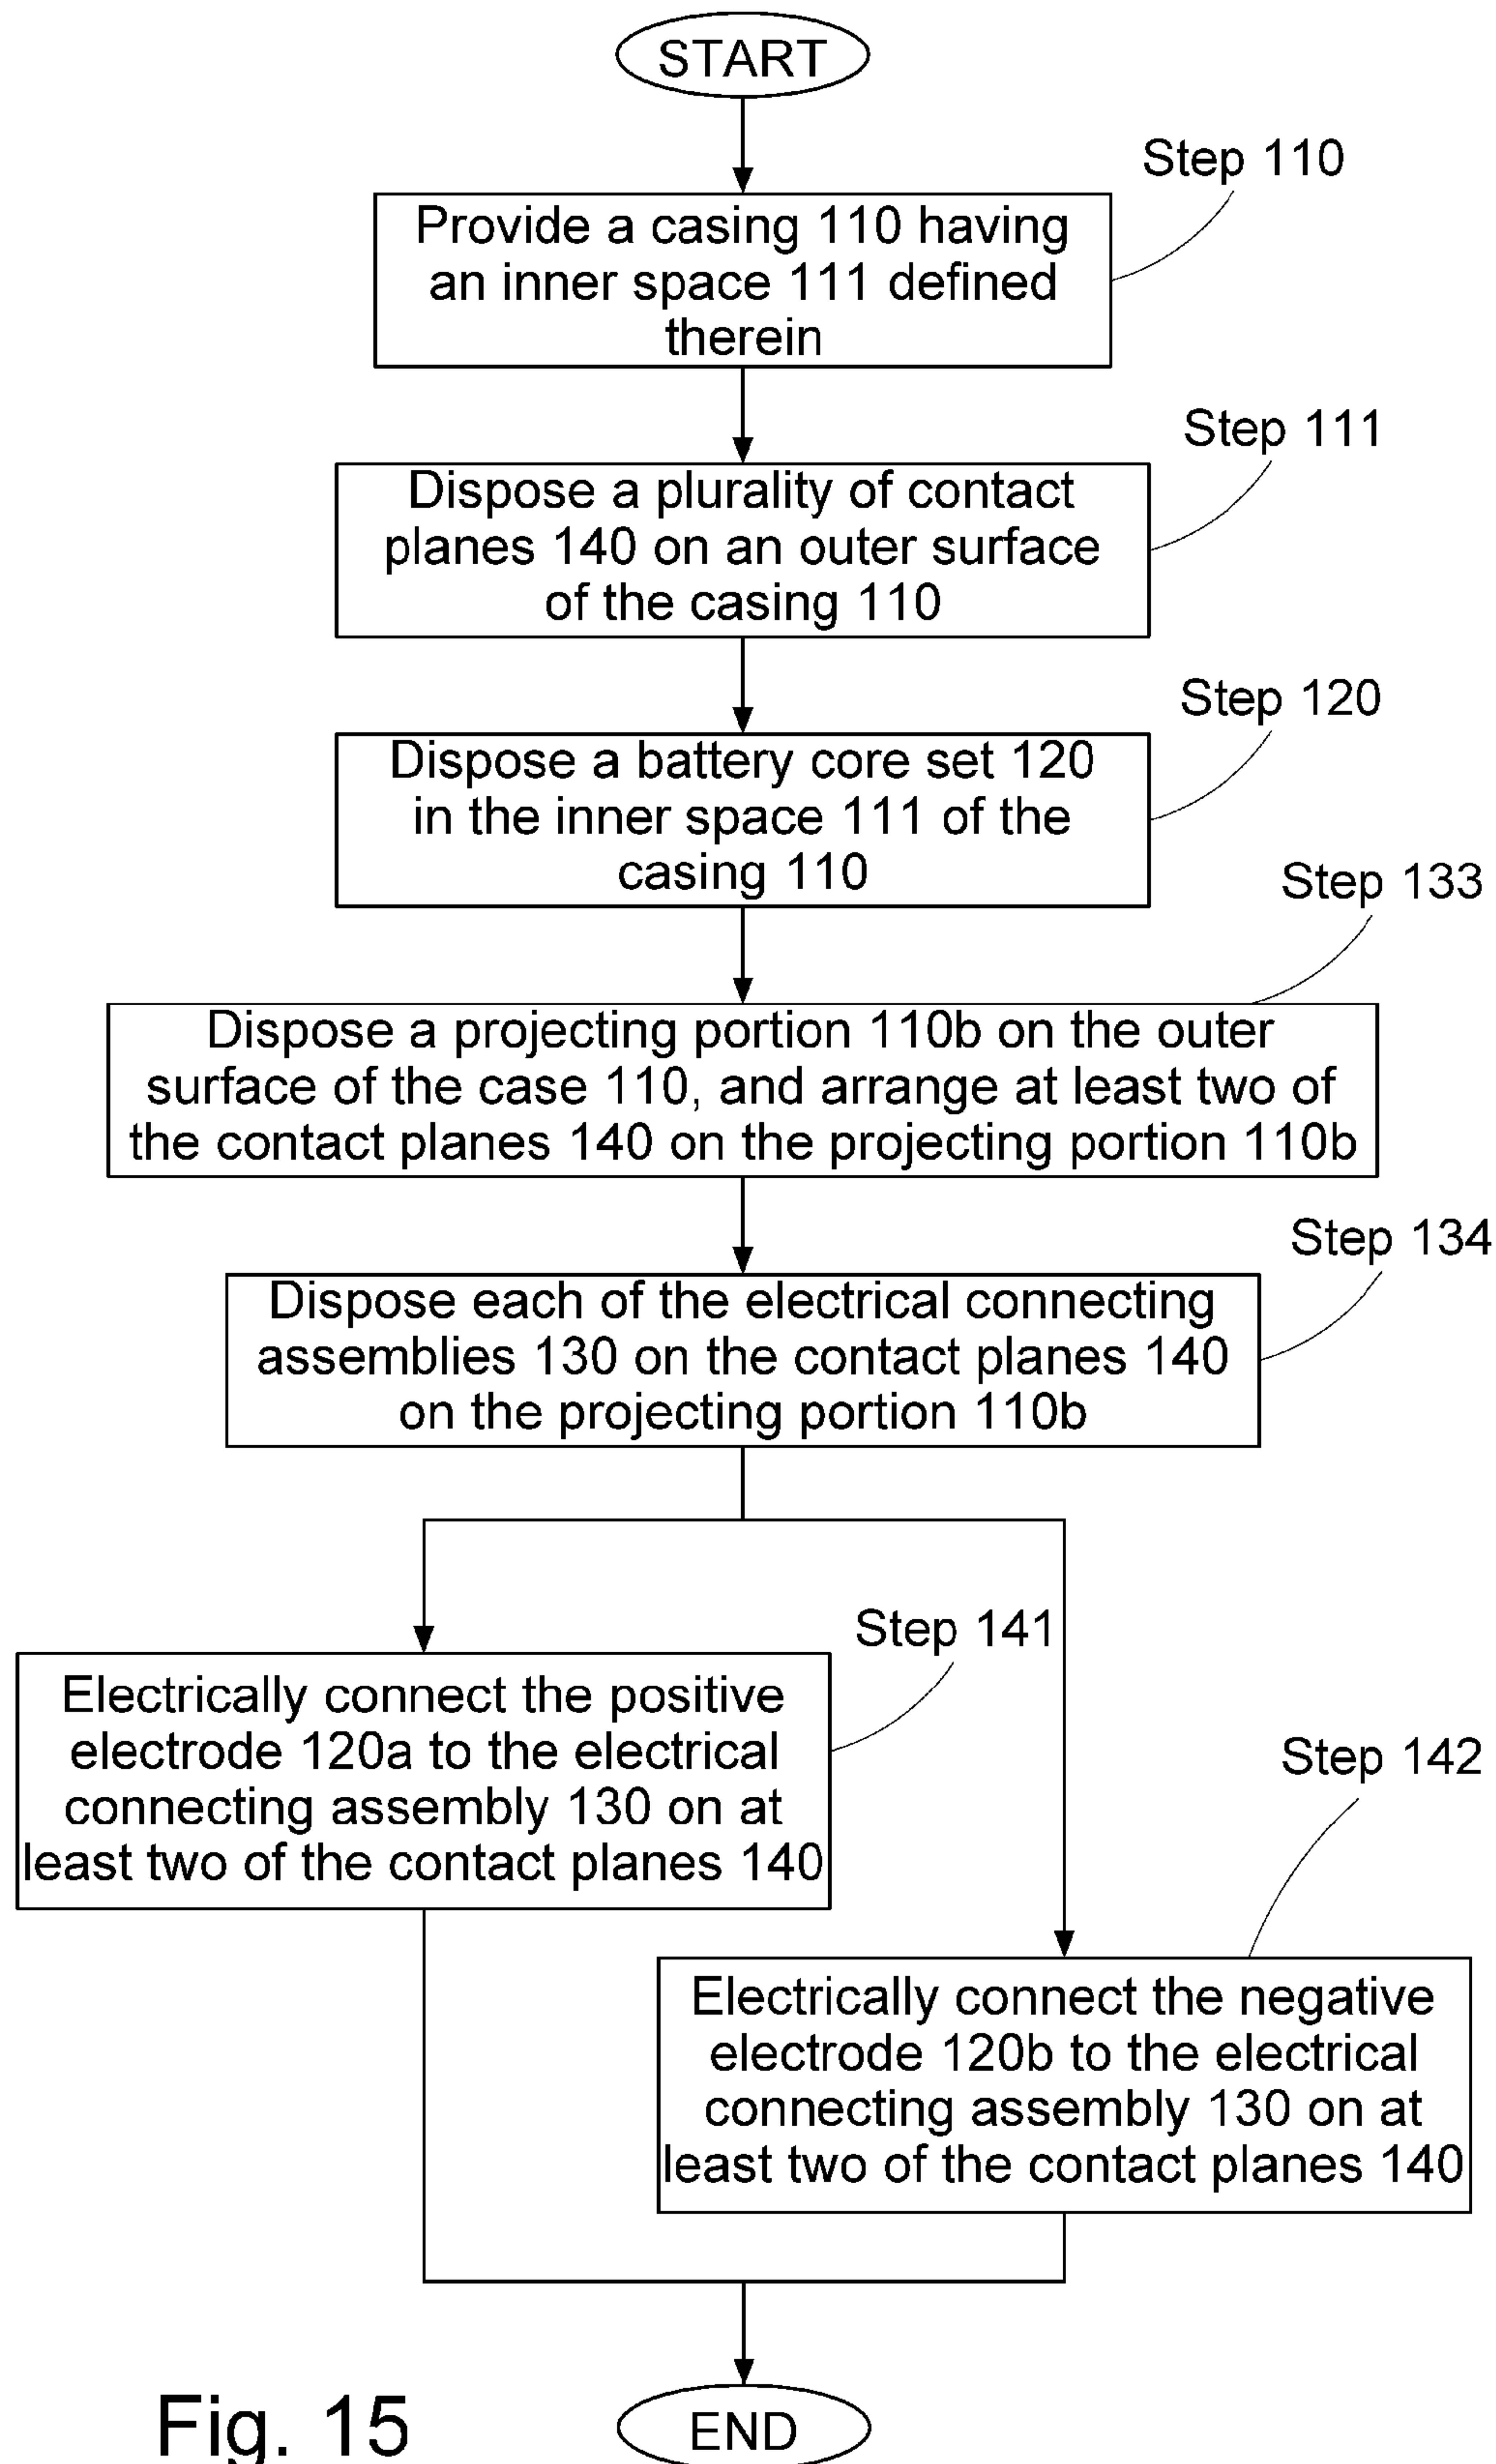 START
Step 110
Provide a casing 110 having
an inner space 111 defined
therein
Step 111
Dispose a plurality of contact
planes 140 on an outer surface
of the casing 110
Step 120
Dispose a battery core set 120
in the inner space 111 of the
casing 110
Step 133
Dispose a projecting portion 110b on the outer
surface of the case 110, and arrange at least two of
the contact planes 140 on the projecting portion 110b
Step 134
Dispose each of the electrical connecting
assemblies 130 on the contact planes 140
on the projecting portion 110b
Step 141
Electrically connect the positive
electrode 120a to the electrical
connecting assembly 130 on at
least two of the contact planes 140
Step 142
Electrically connect the negative
electrode 120b to the electrical
connecting assembly 130 on at
least two of the contact planes 140
END
Fig. 15